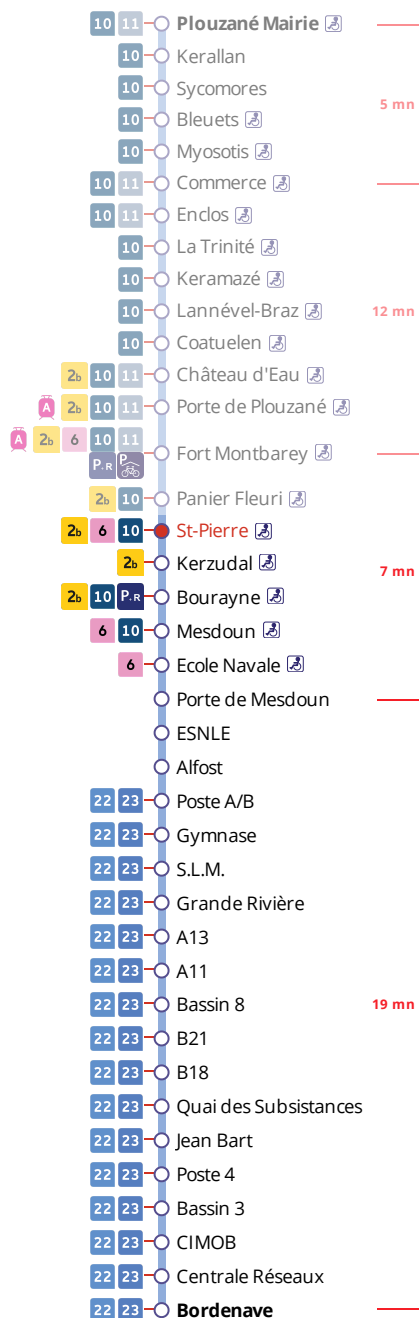 10 11 Plouzané Mairie
10 Kerallan
10 Sycomores
5 mn
10 Bleuets
10 Myosotis
10 11 Commerce
10 11 Enclos
10 La Trinité
10 Keramazé
10 Lannével-Braz 12 mn
10 Coatuelen
2b 10 11 Château d'Eau
A 2b 10 11 Porte de Plouzané
A 2b 6 10 11
P+R P Fort Montbarey
2b 10 Panier Fleuri
2b 6 10 St-Pierre
2b Kerzudal 7 mn
2b 10 P+R Bourayne
6 10 Mesdoun
6 Ecole Navale
Porte de Mesdoun
ESNLE
Alfost
22 23 Poste A/B
22 23 Gymnase
22 23 S.L.M.
22 23 Grande Rivière
22 23 A13
22 23 A11
22 23 Bassin 8 19 mn
22 23 B21
22 23 B18
22 23 Quai des Subsistances
22 23 Jean Bart
22 23 Poste 4
22 23 Bassin 3
22 23 CIMOB
22 23 Centrale Réseaux
22 23 Bordenave